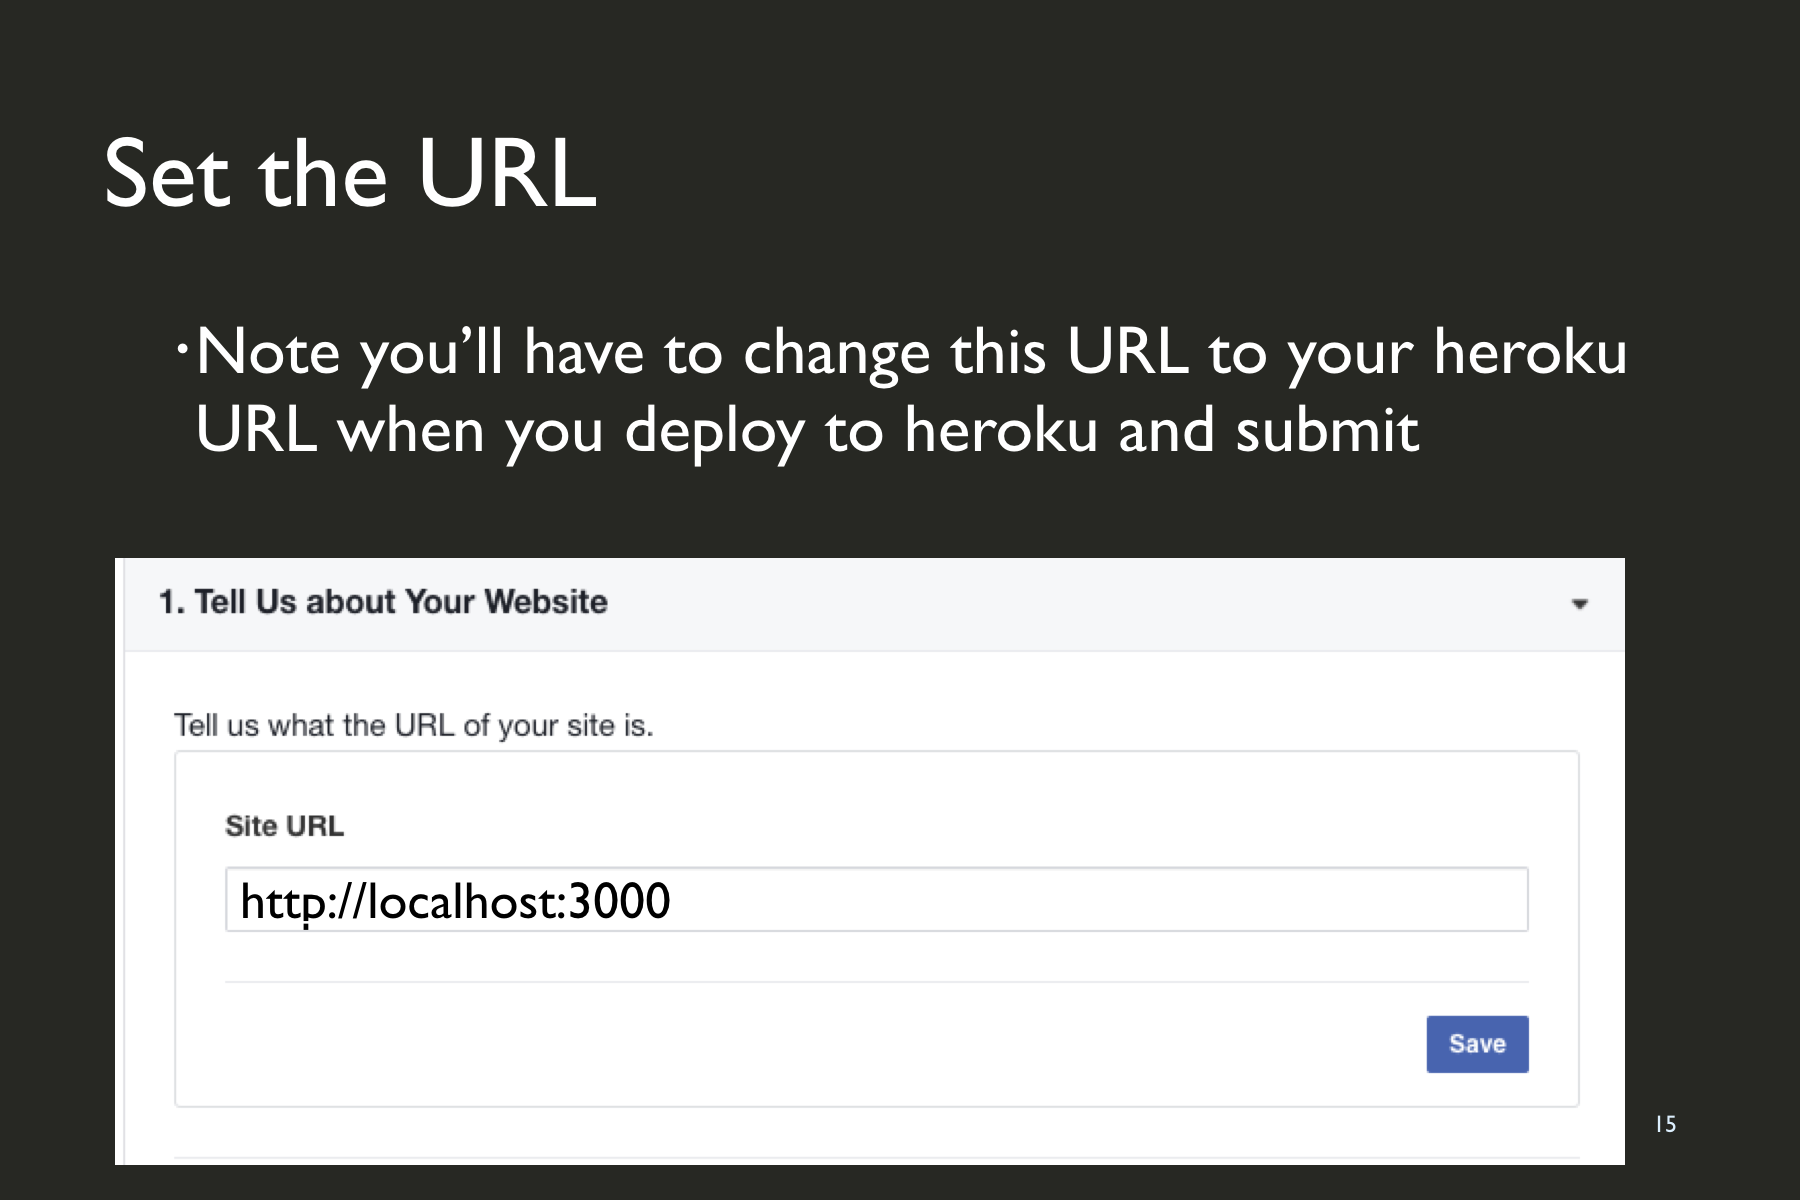 Set the URL
•Note you’ll have to change this URL to your heroku
URL when you deploy to heroku and submit
1. Tell Us about Your Website
Tell us what the URL of your site is.
Site URL
http://localhost:3000
Save
15